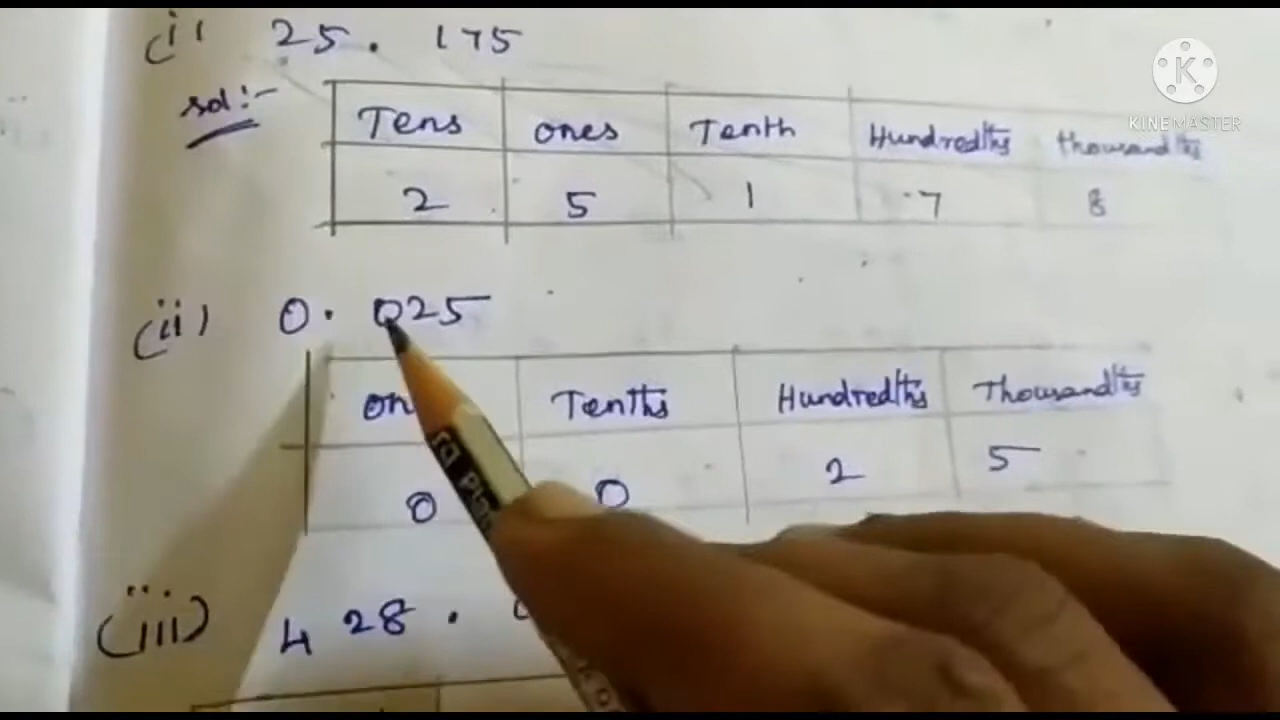 (i) 25. 175
KINEMASTER
sol:-
Tens ones Tenth Hundredths thousandths
2 5 1 7 8
(ii) 0. 025
Tenths Hundredths Thousandths
0 0 2 5
(iii) 428.